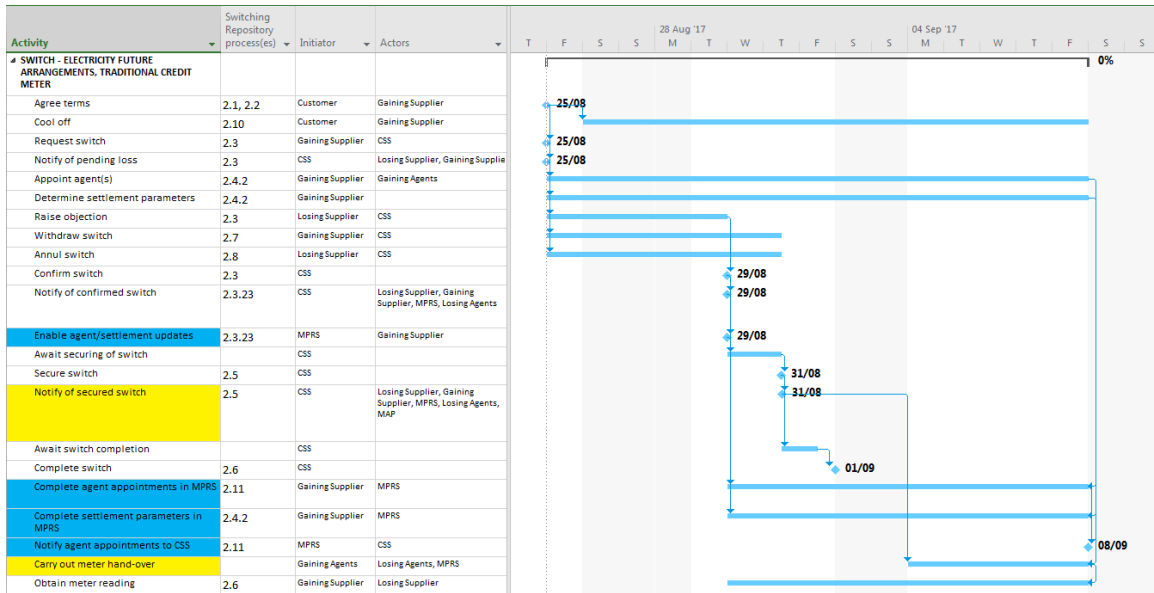 Switching
Repository
Activity process(es) Initiator Actors
28 Aug '17 04 Sep '17
T F S S M T W T F S S M T W T F S S
SWITCH - ELECTRICITY FUTURE
ARRANGEMENTS, TRADITIONAL CREDIT
METER
0%
Agree terms 2.1, 2.2 Customer Gaining Supplier 25/08
Cool off 2.10 Customer Gaining Supplier
Request switch 2.3 Gaining Supplier CSS 25/08
Notify of pending loss 2.3 CSS Losing Supplier, Gaining Supplie 25/08
Appoint agent(s) 2.4.2 Gaining Supplier Gaining Agents
Determine settlement parameters 2.4.2 Gaining Supplier
Raise objection 2.3 Losing Supplier CSS
Withdraw switch 2.7 Gaining Supplier CSS
Annul switch 2.8 Losing Supplier CSS
Confirm switch 2.3 CSS 29/08
Notify of confirmed switch 2.3.23 CSS Losing Supplier, Gaining 29/08
Supplier, MPRS, Losing Agents
Enable agent/settlement updates 2.3.23 MPRS Gaining Supplier 29/08
Await securing of switch CSS
Secure switch 2.5 CSS 31/08
Notify of secured switch 2.5 CSS Losing Supplier, Gaining 31/08
Supplier, MPRS, Losing Agents,
MAP
Await switch completion CSS
Complete switch 2.6 CSS 01/09
Complete agent appointments in MPRS 2.11 Gaining Supplier MPRS
Complete settlement parameters in 2.4.2 Gaining Supplier MPRS
MPRS
Notify agent appointments to CSS 2.11 MPRS CSS 08/09
Carry out meter hand-over Gaining Agents Losing Agents, MPRS
Obtain meter reading 2.6 Gaining Supplier Losing Supplier